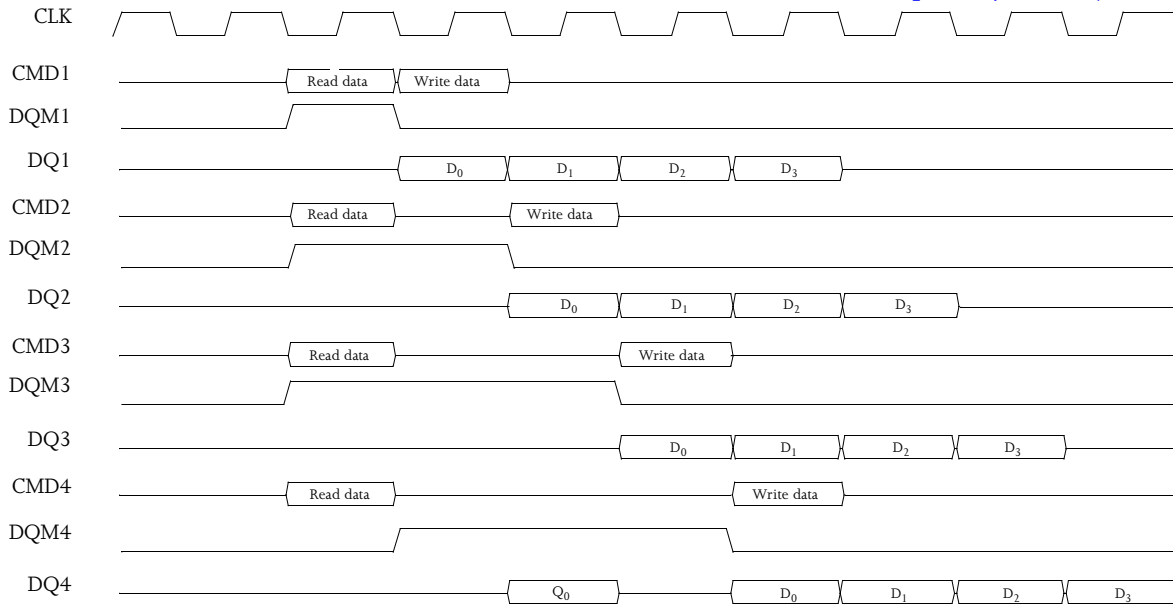 CLK
CMD1 Read data Write data
DQM1
DQ1 D0 D1 D2 D3
CMD2 Read data Write data
DQM2
DQ2 D0 D1 D2 D3
CMD3 Read data Write data
DQM3
DQ3 D0 D1 D2 D3
CMD4 Read data Write data
DQM4
DQ4 Q0 D0 D1 D2 D3